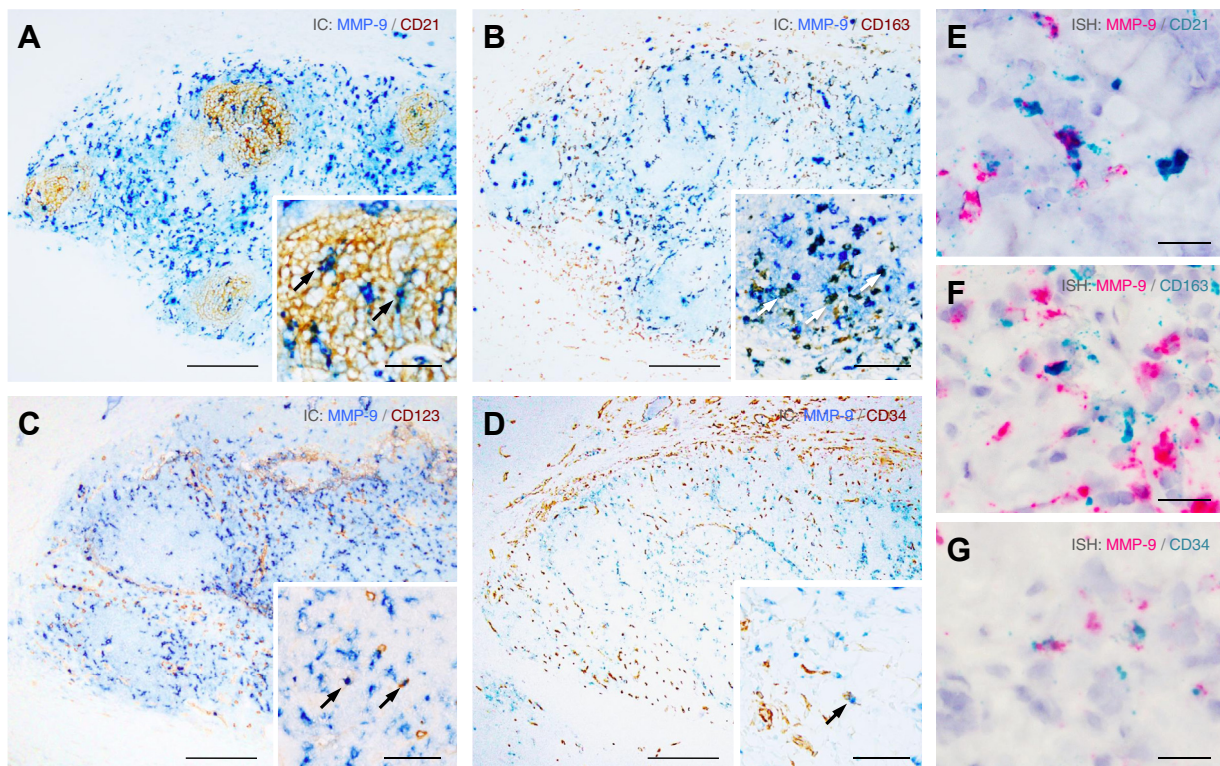 A
IC: MMP-9 / CD21
B
IC: MMP-9 / CD163
E
ISH: MMP-9 / CD21
F
ISH: MMP-9 / CD163
C
IC: MMP-9 / CD123
D
IC: MMP-9 / CD34
G
ISH: MMP-9 / CD34